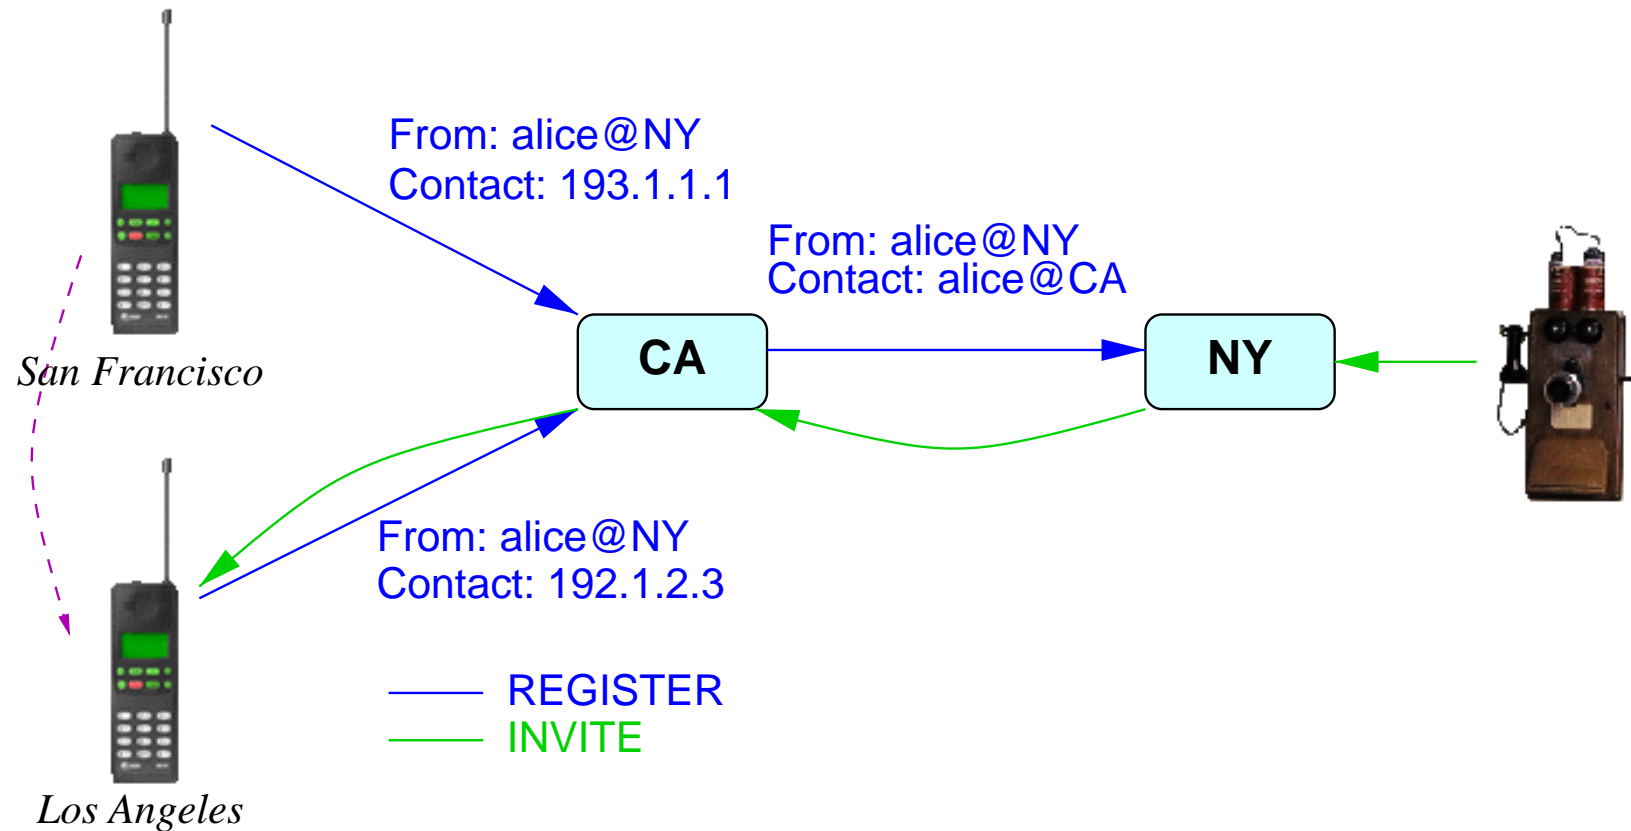 From: alice@NY
Contact: 193.1.1.1
From: alice@NY
Contact: alice@CA
CA
NY
San Francisco
From: alice@NY
Contact: 192.1.2.3
REGISTER
INVITE
Los Angeles